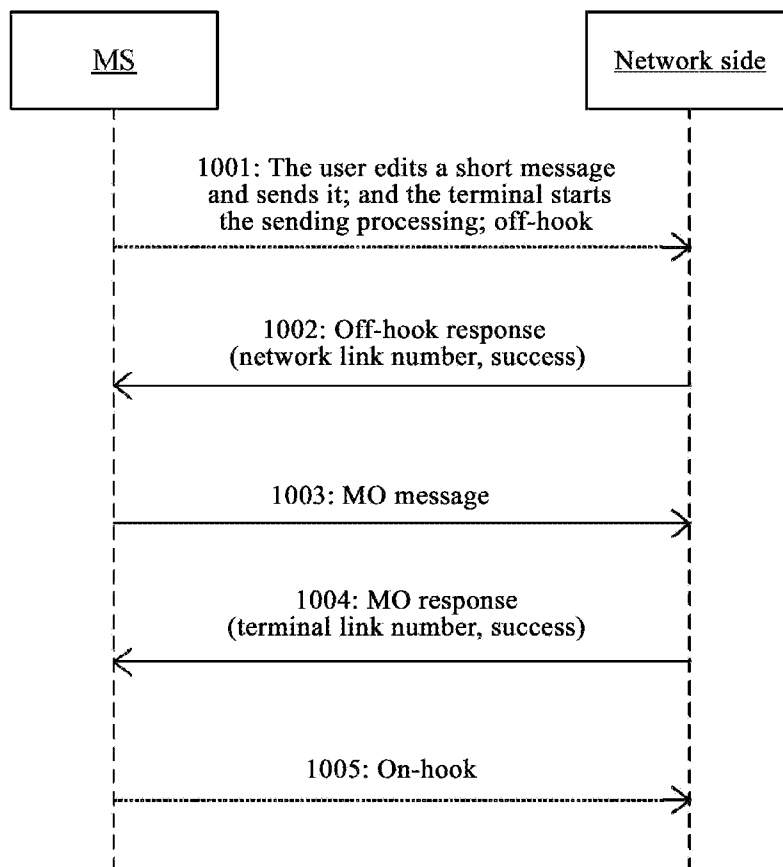 MS
Network side
1001: The user edits a short message
and sends it; and the terminal starts
the sending processing; off-hook
1002: Off-hook response
(network link number, success)
1003: MO message
1004: MO response
(terminal link number, success)
1005: On-hook